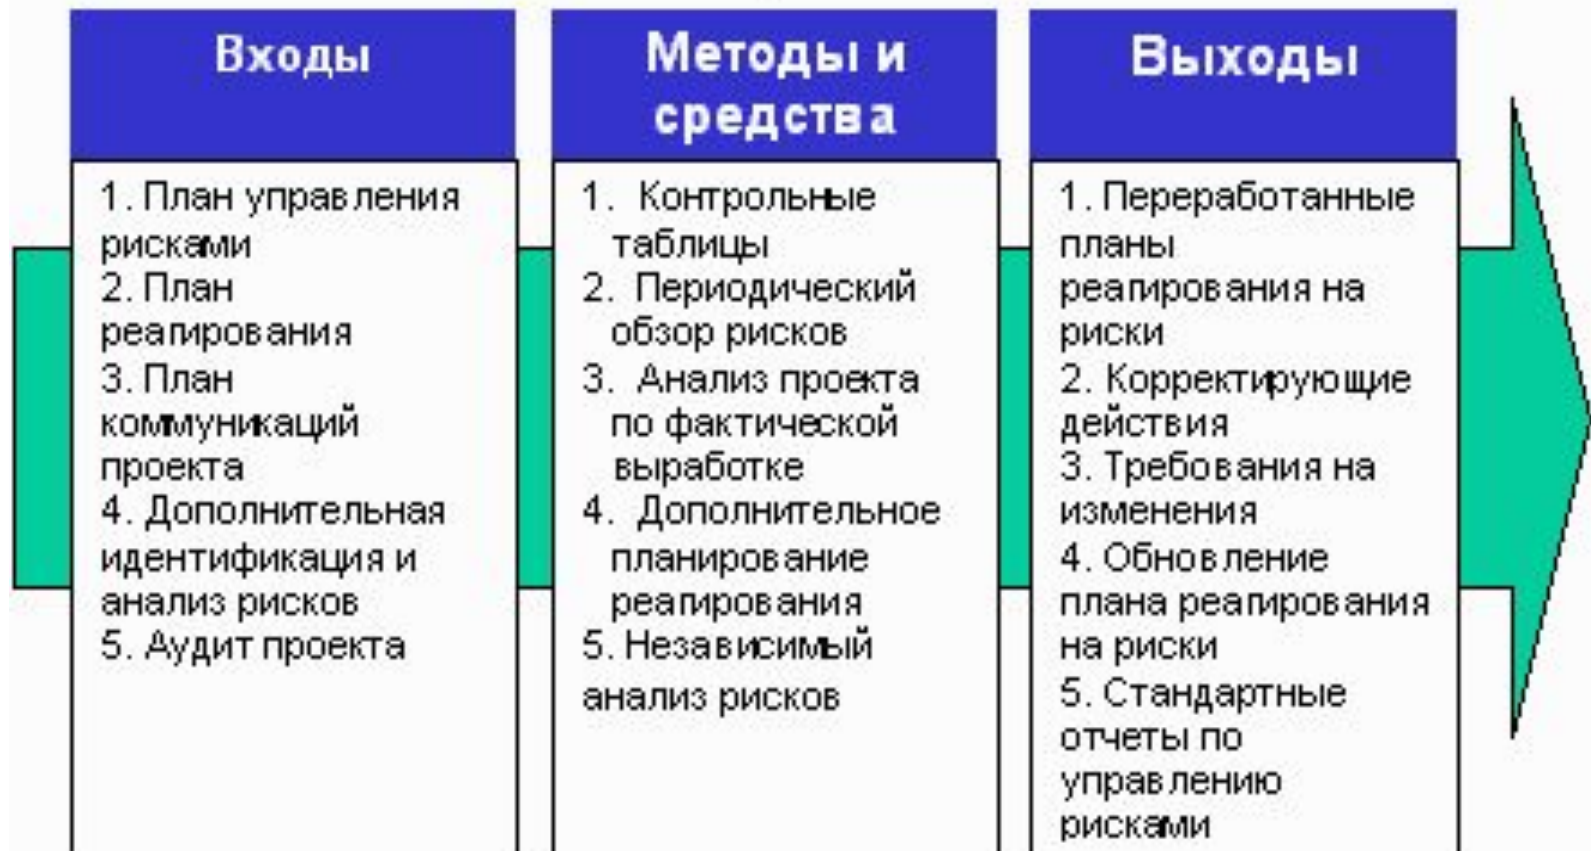 Входы
1. План управления
рисками
2. План
реагирования
3. План
коммуникаций
проекта
4. Дополнительная
идентификация и
анализ рисков
5. Аудит проекта
Методы и
средства
1. Контрольные
таблицы
2. Периодический
обзор рисков
3. Анализ проекта
по фактической
выработке
4. Дополнительное
планирование
реагирования
5. Независимый
анализ рисков
Выходы
1. Переработанные
планы
реагирования на
риски
2. Корректирующие
действия
3. Требования на
изменения
4. Обновление
плана реагирования
на риски
5. Стандартные
отчеты по
управлению
рисками